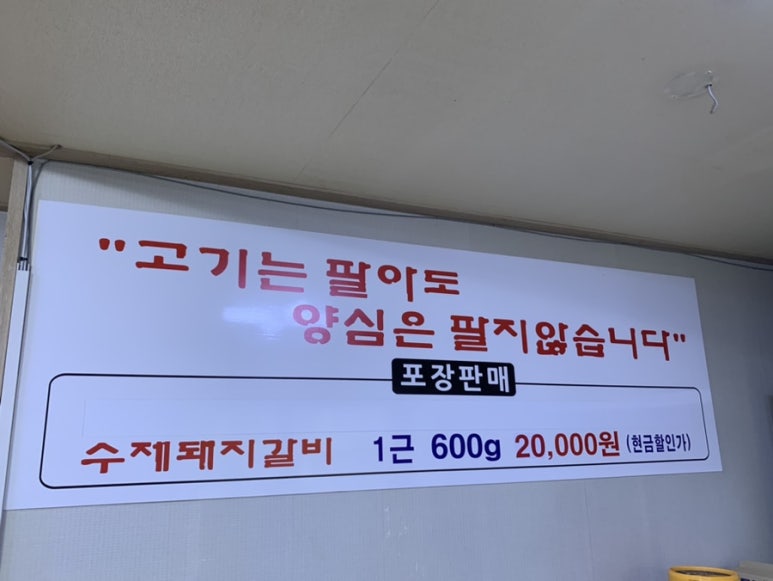 "고기는 팔아도
양심은 팔지않습니다"
포장판매
수제돼지갈비 1근 600g 20,000원 (현금할인가)